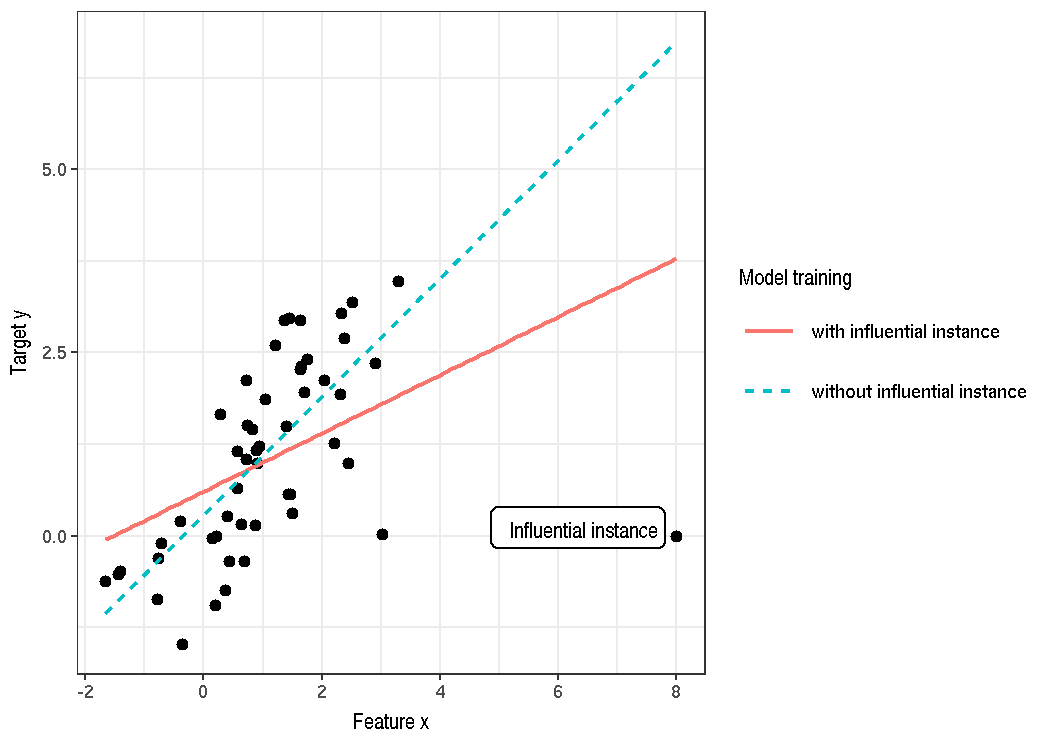 5.0
2.5
0.0
-2
0
2
4
6
8
Feature x
Target y
Influential instance
Model training
with influential instance
without influential instance